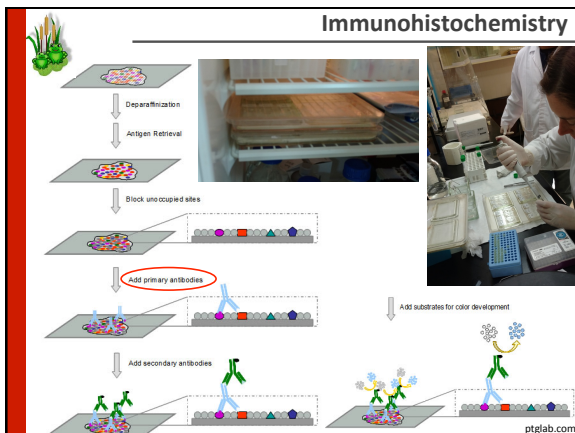 Immunohistochemistry
Deparaffinization
Antigen Retrieval
Block unoccupied sites
Add primary antibodies
Add secondary antibodies
Add substrates for color development
ptglab.com